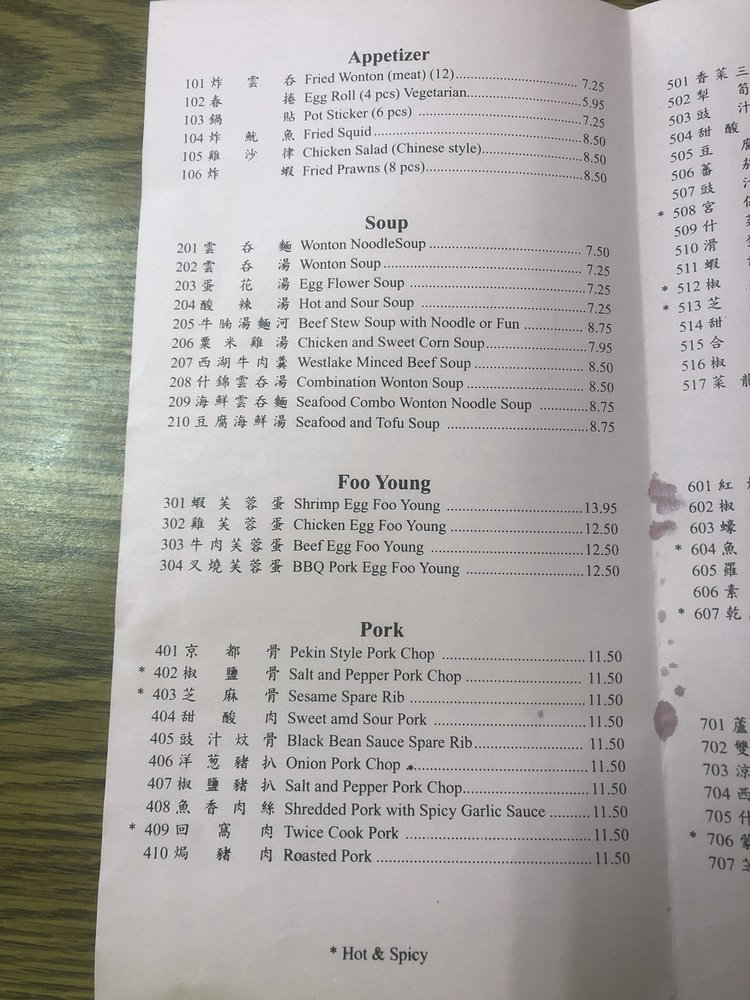 Appetizer
101 炸 雲 吞 Fried Wonton (meat) (12) 7.25
102 春 捲 Egg Roll (4 pcs) Vegetarian 5.95
103 鍋 貼 Pot Sticker (6 pcs) 7.25
104 炸 魷 魚 Fried Squid 8.50
105 雞 沙 律 Chicken Salad (Chinese style) 8.50
106 炸 蝦 Fried Prawns (8 pcs) 8.50
Soup
201 雲 吞 麵 Wonton NoodleSoup 7.50
202 雲 吞 湯 Wonton Soup 7.25
203 蛋 花 湯 Egg Flower Soup 7.25
204 酸 辣 湯 Hot and Sour Soup 7.25
205 牛腩湯麵河 Beef Stew Soup with Noodle or Fun 8.75
206 粟 米 雞 湯 Chicken and Sweet Corn Soup 7.95
207 西湖牛肉羹 Westlake Minced Beef Soup 8.50
208 什錦雲吞湯 Combination Wonton Soup 8.50
209 海鮮雲吞麵 Seafood Combo Wonton Noodle Soup 8.75
210 豆腐海鮮湯 Seafood and Tofu Soup 8.75
Foo Young
301 蝦 芙 蓉 蛋 Shrimp Egg Foo Young 13.95
302 雞 芙 蓉 蛋 Chicken Egg Foo Young 12.50
303 牛肉芙蓉蛋 Beef Egg Foo Young 12.50
304 叉燒芙蓉蛋 BBQ Pork Egg Foo Young 12.50
Pork
401 京 都 骨 Pekin Style Pork Chop 11.50
* 402 椒 鹽 骨 Salt and Pepper Pork Chop 11.50
* 403 芝 麻 骨 Sesame Spare Rib 11.50
404 甜 酸 肉 Sweet amd Sour Pork 11.50
405 豉 汁 炆 骨 Black Bean Sauce Spare Rib 11.50
406 洋 葱 豬 扒 Onion Pork Chop 11.50
407 椒 鹽 豬 扒 Salt and Pepper Pork Chop 11.50
408 魚 香 肉 絲 Shredded Pork with Spicy Garlic Sauce 11.50
* 409 回 窩 肉 Twice Cook Pork 11.50
410 焗 豬 肉 Roasted Pork 11.50
* Hot & Spicy
501 香 菜 三
502 犁 筍
503 豉 汁
504 甜 酸
505 豆
506 蕃 茄
507 豉 汁
* 508 宮
509 什
510 滑
511 蝦
* 512 椒
* 513 芝
514 甜
515 合
516 椒
517 菜
601 紅
602 椒
603 蠔
* 604 魚
605 羅
606 素
* 607 乾
701 蘆
702 雙
703 涼
704 西
705 什
* 706 蒙
707 芝